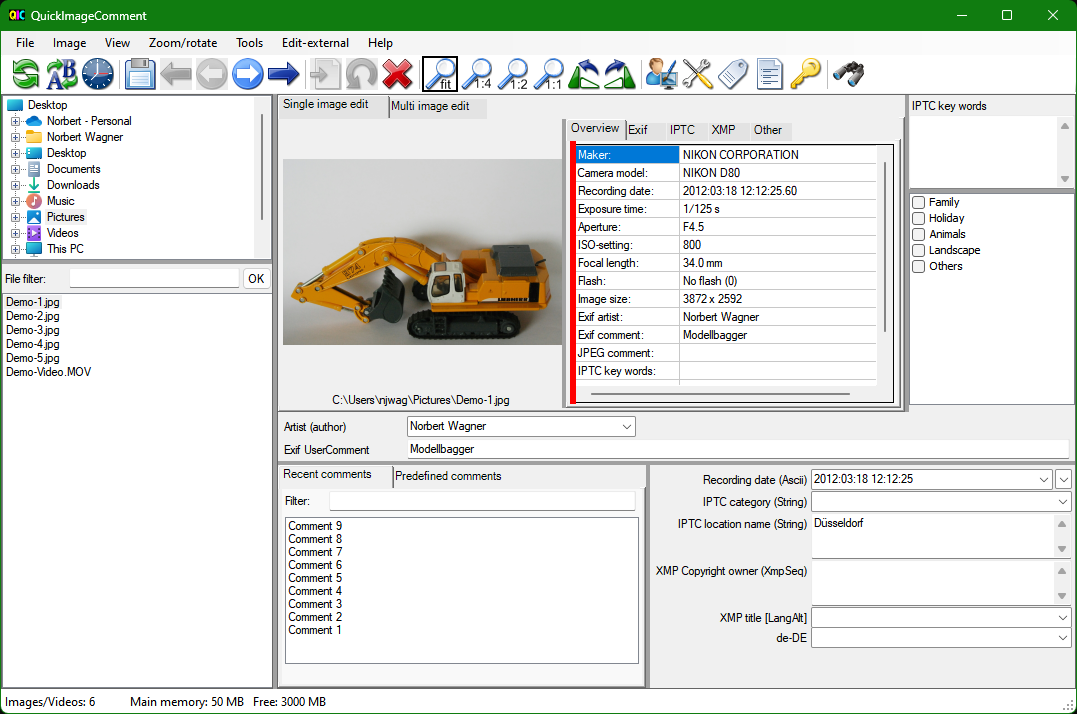 QIC QuickImageComment
File Image View Zoom/rotate Tools Edit-external Help
A B fit 1:4 1:2 1:1
Desktop
Norbert - Personal
Norbert Wagner
Desktop
Documents
Downloads
Music
Pictures
Videos
This PC
File filter: OK
Demo-1.jpg
Demo-2.jpg
Demo-3.jpg
Demo-4.jpg
Demo-5.jpg
Demo-Video.MOV
Single image edit Multi image edit
974
LIEBHERR
C:\Users\njwag\Pictures\Demo-1.jpg
Overview Exif IPTC XMP Other
Maker: NIKON CORPORATION
Camera model: NIKON D80
Recording date: 2012:03:18 12:12:25.60
Exposure time: 1/125 s
Aperture: F4.5
ISO-setting: 800
Focal length: 34.0 mm
Flash: No flash (0)
Image size: 3872 x 2592
Exif artist: Norbert Wagner
Exif comment: Modellbagger
JPEG comment:
IPTC key words:
IPTC key words
Family
Holiday
Animals
Landscape
Others
Artist (author) Norbert Wagner
Exif UserComment Modellbagger
Recent comments Predefined comments
Filter:
Comment 9
Comment 8
Comment 7
Comment 6
Comment 5
Comment 4
Comment 3
Comment 2
Comment 1
Recording date (Ascii) 2012:03:18 12:12:25
IPTC category (String)
IPTC location name (String) Düsseldorf
XMP Copyright owner (XmpSeq)
XMP title [LangAlt]
de-DE
Images/Videos: 6 Main memory: 50 MB Free: 3000 MB